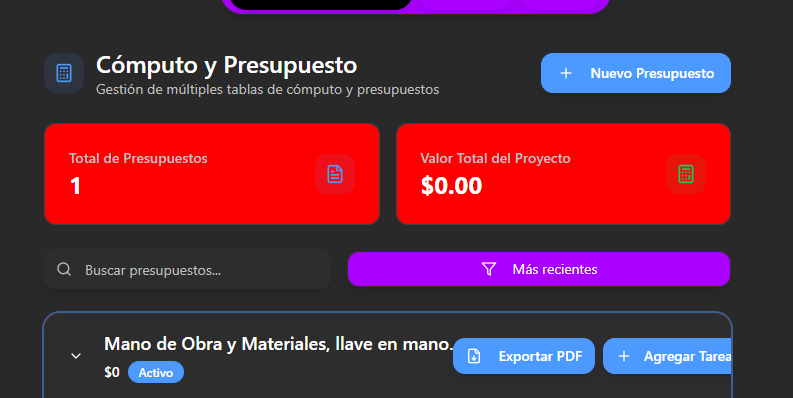 Cómputo y Presupuesto
Gestión de múltiples tablas de cómputo y presupuestos
Nuevo Presupuesto
Total de Presupuestos
1
Valor Total del Proyecto
$0.00
Buscar presupuestos...
Más recientes
Mano de Obra y Materiales, llave en mano.
$0 Activo
Exportar PDF
Agregar Tarea